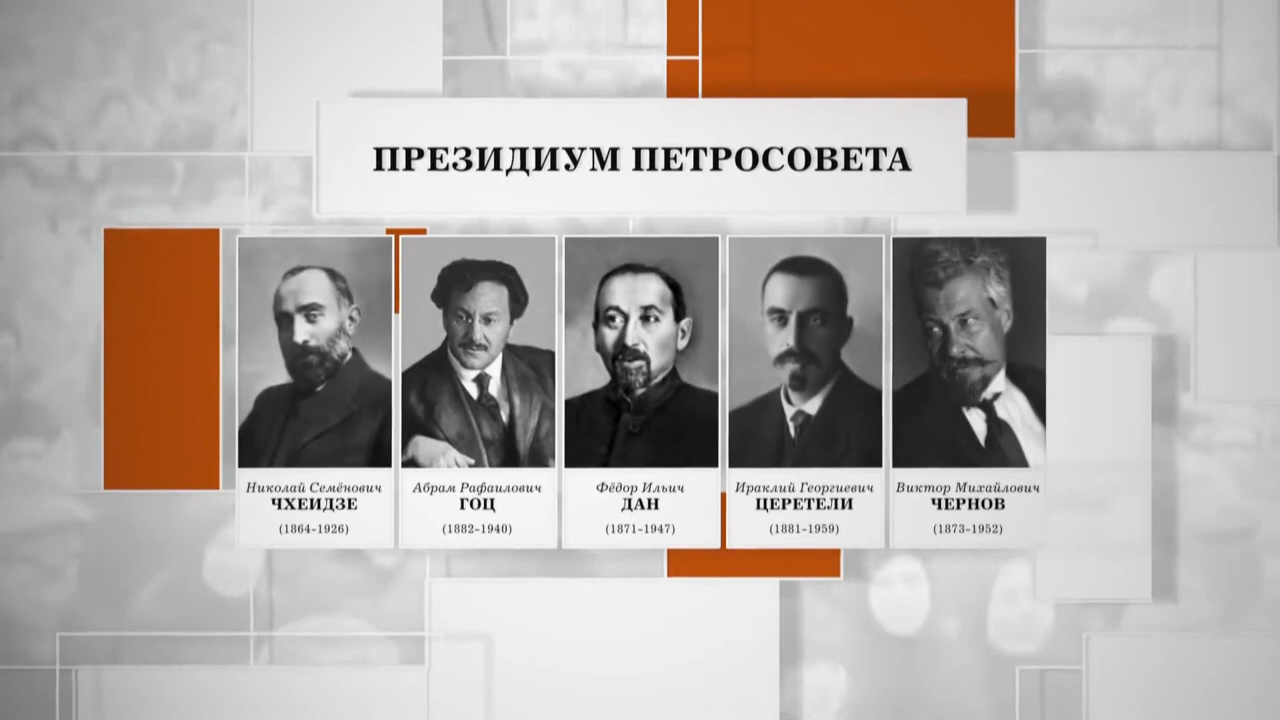 ПРЕЗИДИУМ ПЕТРОСОВЕТА
Николай Семёнович
ЧХЕИДЗЕ
(1864–1926)
Абрам Рафаилович
ГОЦ
(1882–1940)
Фёдор Ильич
ДАН
(1871–1947)
Ираклий Георгиевич
ЦЕРЕТЕЛИ
(1881–1959)
Виктор Михайлович
ЧЕРНОВ
(1873–1952)